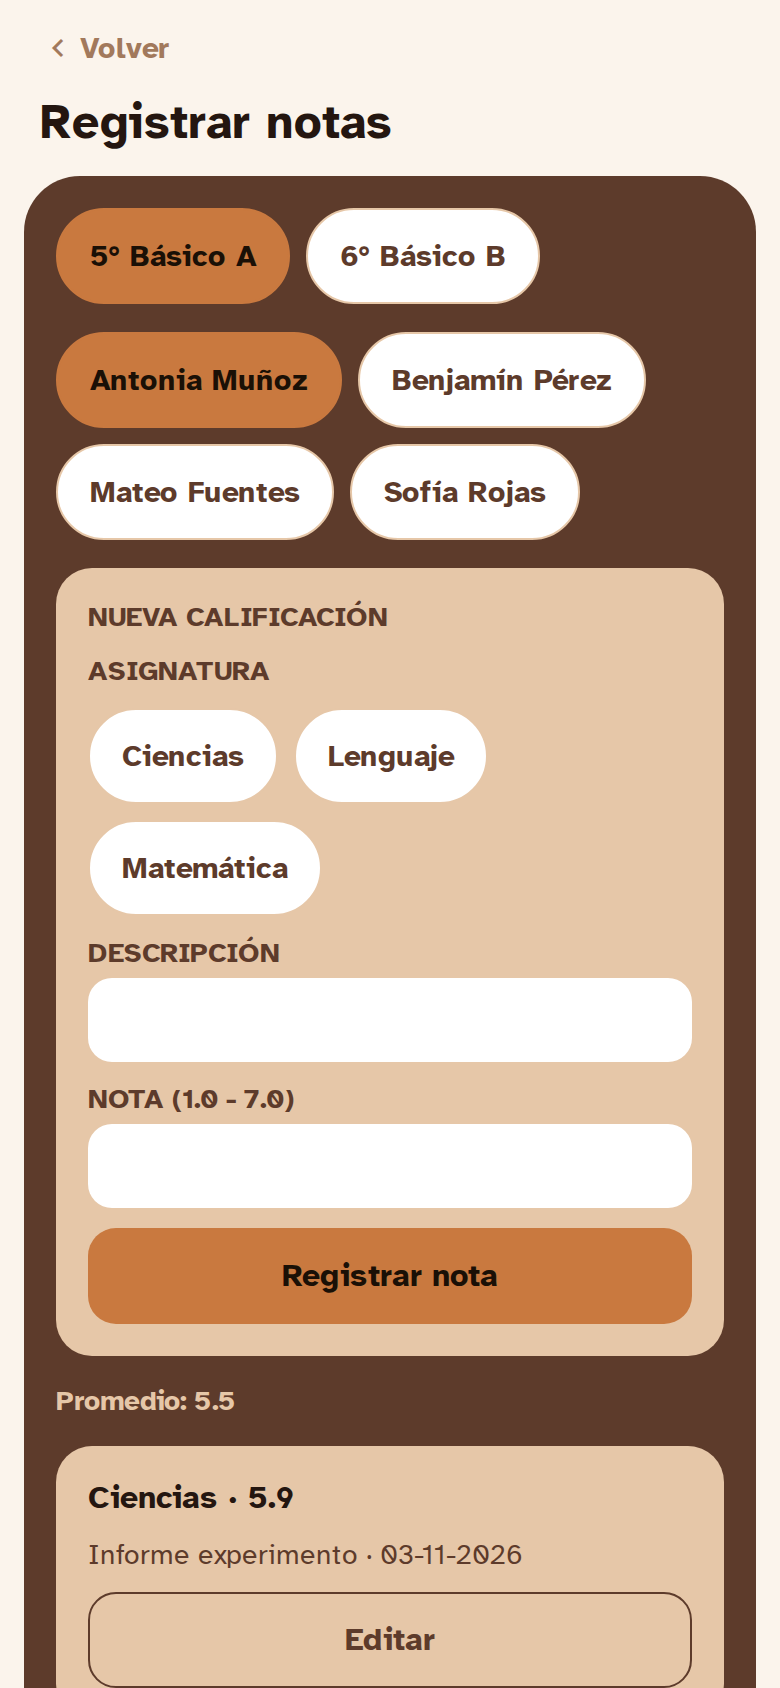 Volver
Registrar notas
5° Básico A
6° Básico B
Antonia Muñoz
Benjamín Pérez
Mateo Fuentes
Sofía Rojas
NUEVA CALIFICACIÓN
ASIGNATURA
Ciencias
Lenguaje
Matemática
DESCRIPCIÓN
NOTA (1.0 - 7.0)
Registrar nota
Promedio: 5.5
Ciencias · 5.9
Informe experimento · 03-11-2026
Editar